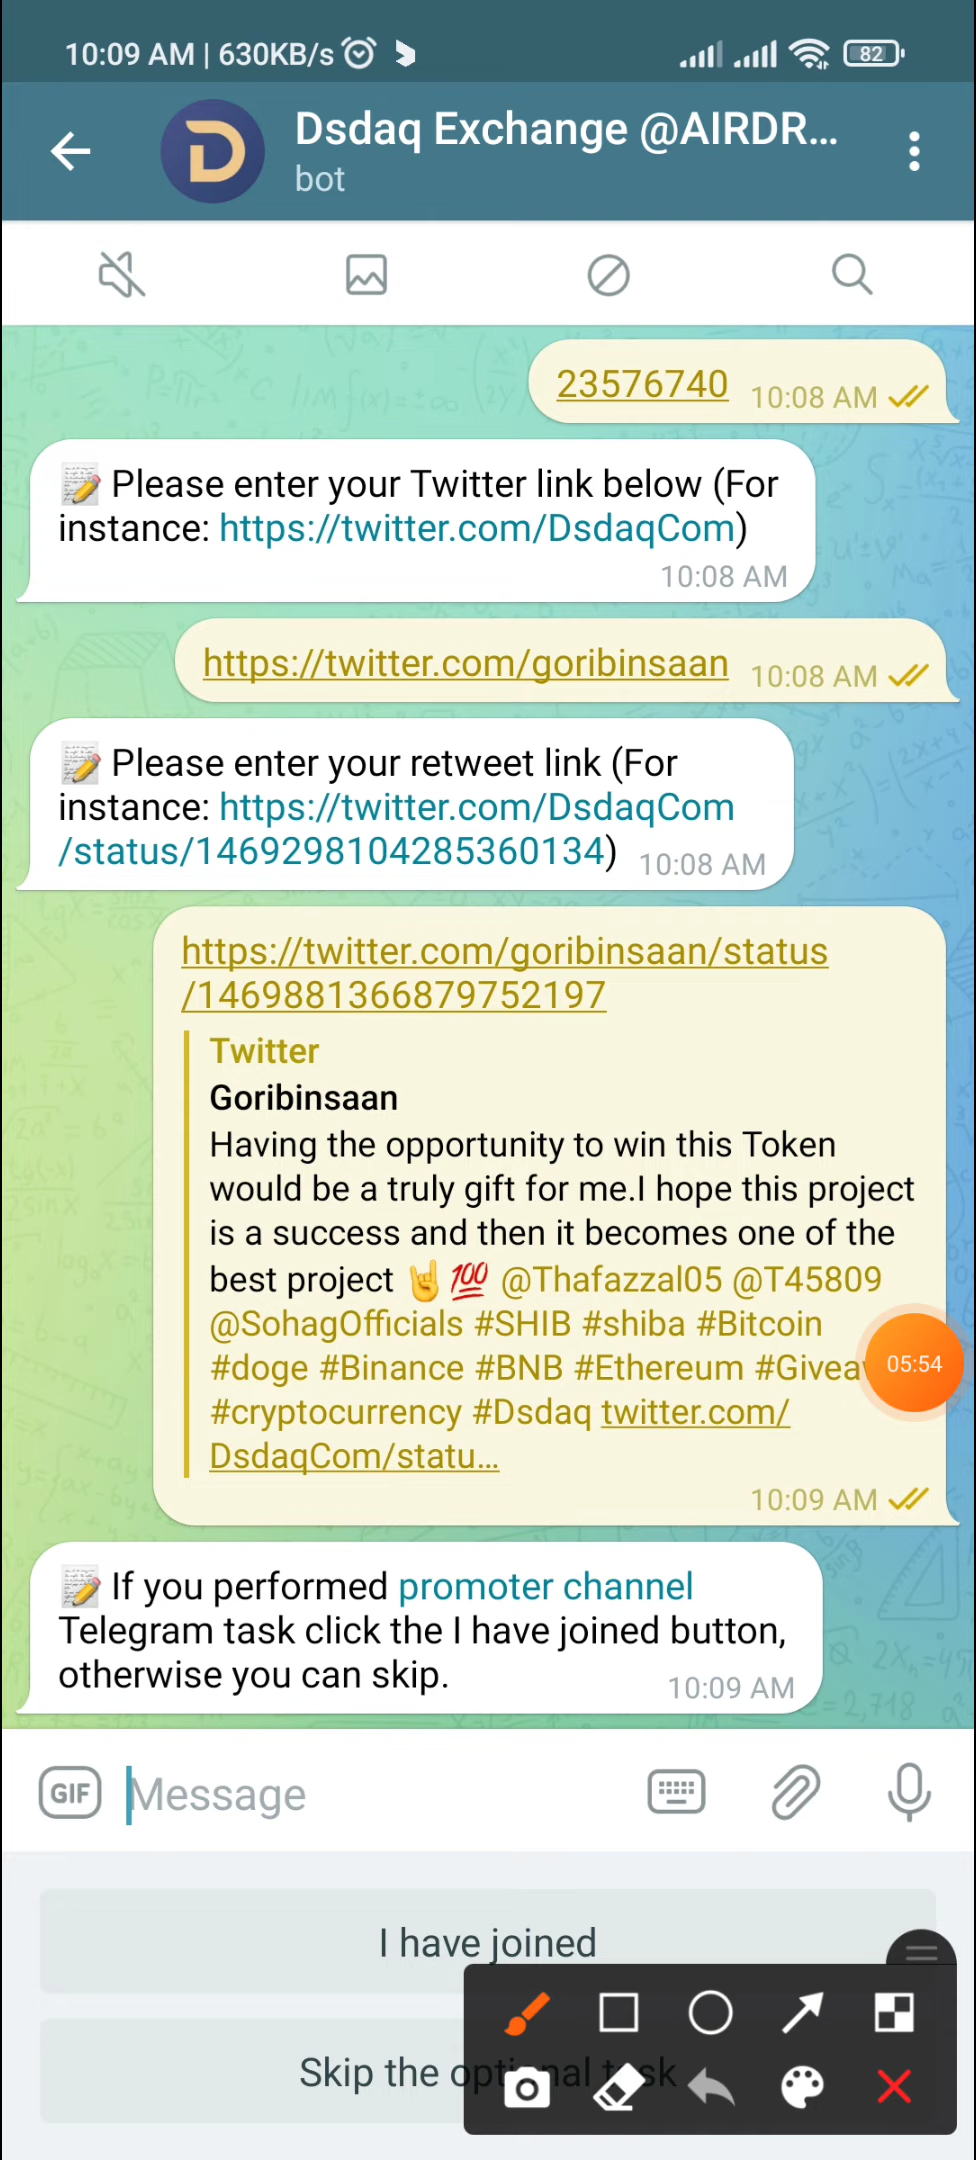 10:09 AM | 630KB/s
82
Dsdaq Exchange @AIRDR...
bot
23576740 10:08 AM
Please enter your Twitter link below (For
instance: https://twitter.com/DsdaqCom)
10:08 AM
https://twitter.com/goribinsaan 10:08 AM
Please enter your retweet link (For
instance: https://twitter.com/DsdaqCom
/status/1469298104285360134) 10:08 AM
https://twitter.com/goribinsaan/status
/1469881366879752197
Twitter
Goribinsaan
Having the opportunity to win this Token
would be a truly gift for me.I hope this project
is a success and then it becomes one of the
best project 🤘💯 @Thafazzal05 @T45809
@SohagOfficials #SHIB #shiba #Bitcoin
#doge #Binance #BNB #Ethereum #Givea
05:54
#cryptocurrency #Dsdaq twitter.com/
DsdaqCom/statu...
10:09 AM
If you performed promoter channel
Telegram task click the I have joined button,
otherwise you can skip.
10:09 AM
GIF Message
I have joined
Skip the optional task